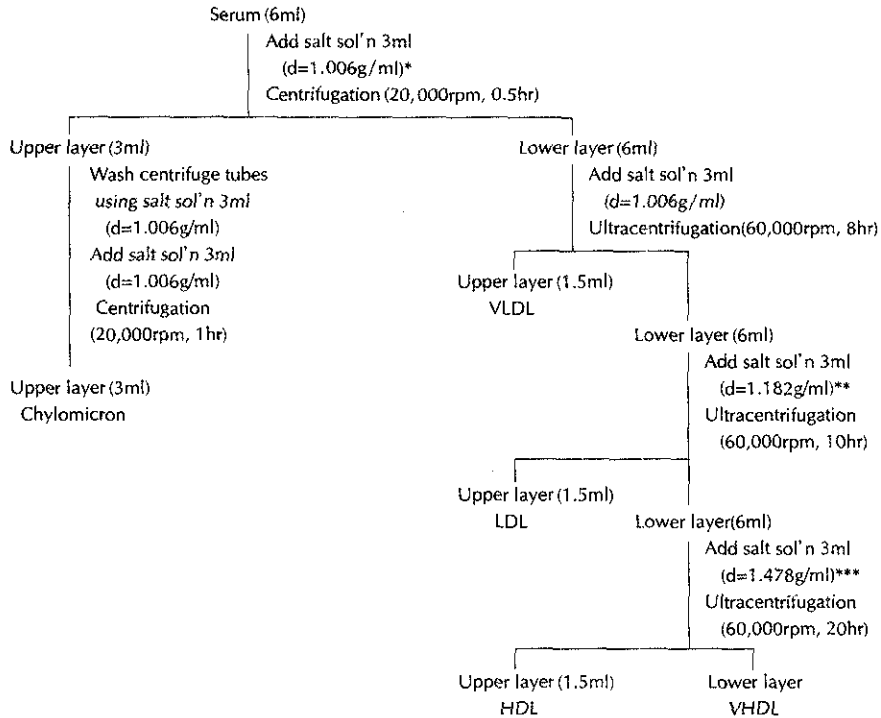 Serum (6ml)
Add salt sol'n 3ml
(d=1.006g/ml)*
Centrifugation (20,000rpm, 0.5hr)
Upper layer (3ml)
Wash centrifuge tubes
using salt sol'n 3ml
(d=1.006g/ml)
Add salt sol'n 3ml
(d=1.006g/ml)
Centrifugation
(20,000rpm, 1hr)
Upper layer (3ml)
Chylomicron
Lower layer (6ml)
Add salt sol'n 3ml
(d=1.006g/ml)
Ultracentrifugation(60,000rpm, 8hr)
Upper layer (1.5ml)
VLDL
Lower layer (6ml)
Add salt sol'n 3ml
(d=1.182g/ml)**
Ultracentrifugation
(60,000rpm, 10hr)
Upper layer (1.5ml)
LDL
Lower layer(6ml)
Add salt sol'n 3ml
(d=1.478g/ml)***
Ultracentrifugation
(60,000rpm, 20hr)
Upper layer (1.5ml)
HDL
Lower layer
VHDL